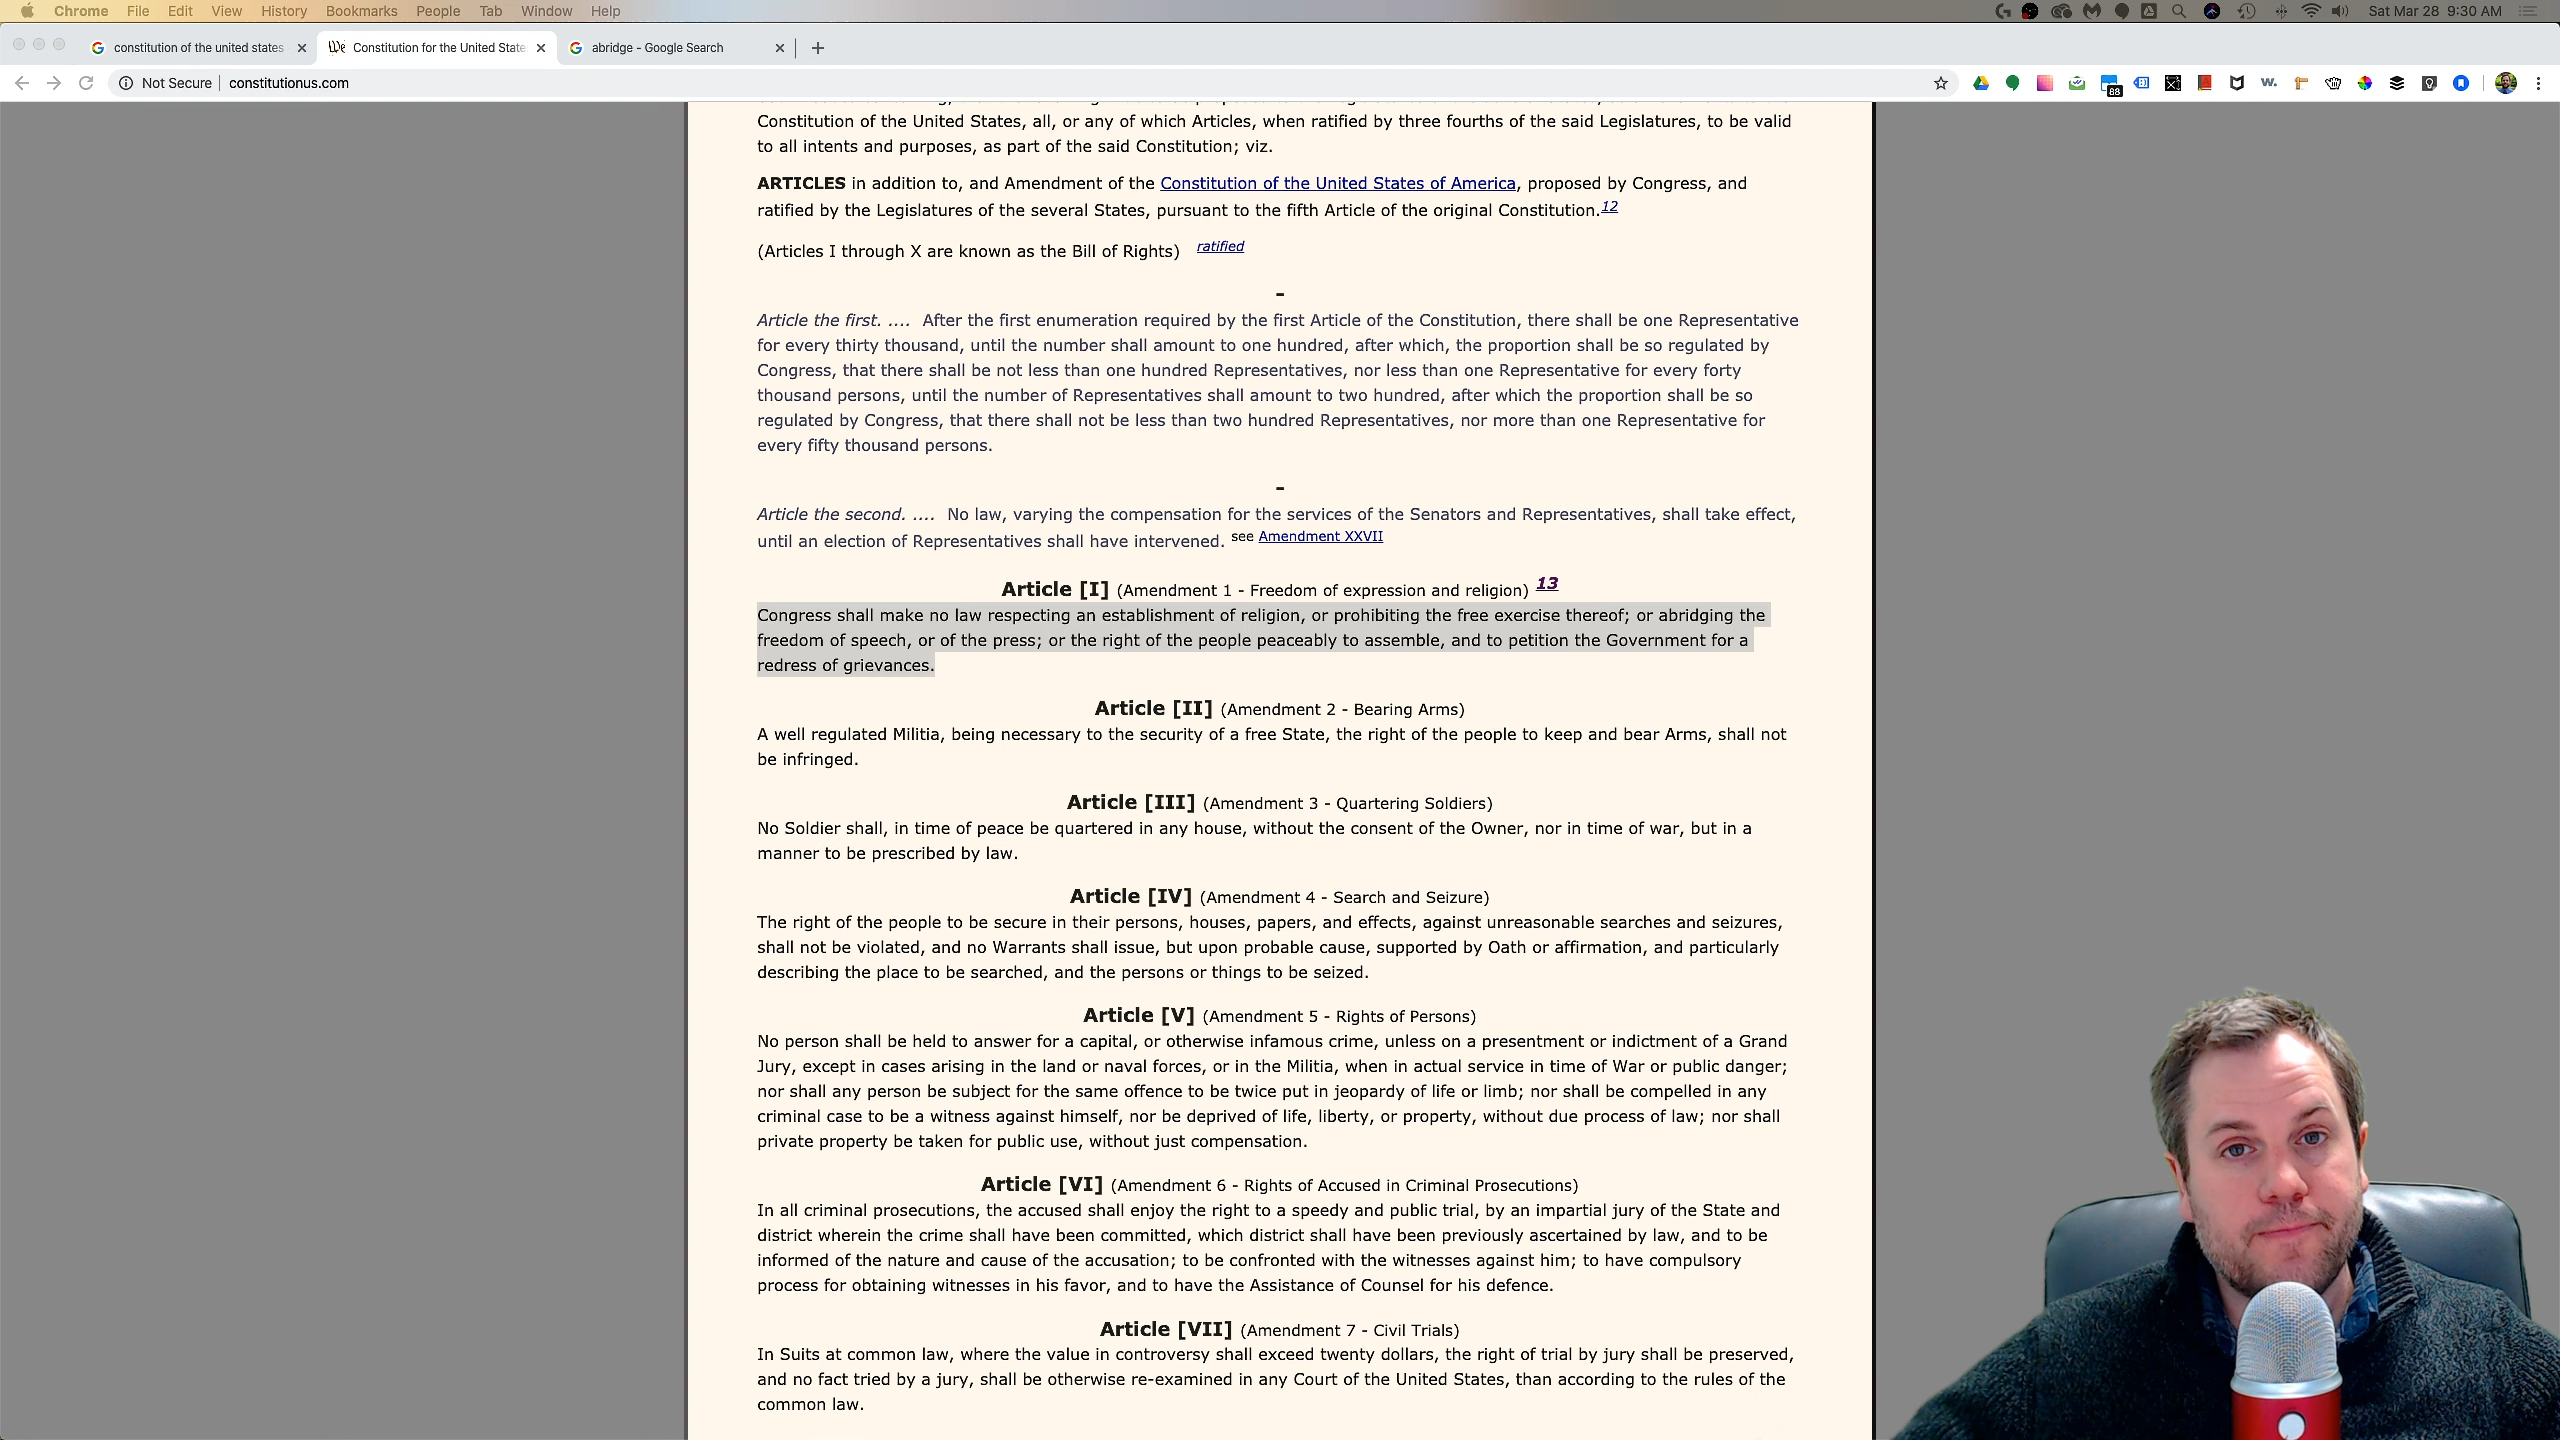 Chrome File Edit View History Bookmarks People Tab Window Help
Sat Mar 28 9:30 AM
constitution of the united states
Constitution for the United State
abridge - Google Search
Not Secure constitutionus.com
88
Constitution of the United States, all, or any of which Articles, when ratified by three fourths of the said Legislatures, to be valid
to all intents and purposes, as part of the said Constitution; viz.
ARTICLES in addition to, and Amendment of the Constitution of the United States of America, proposed by Congress, and
ratified by the Legislatures of the several States, pursuant to the fifth Article of the original Constitution.12
(Articles I through X are known as the Bill of Rights) ratified
Article the first. .... After the first enumeration required by the first Article of the Constitution, there shall be one Representative
for every thirty thousand, until the number shall amount to one hundred, after which, the proportion shall be so regulated by
Congress, that there shall be not less than one hundred Representatives, nor less than one Representative for every forty
thousand persons, until the number of Representatives shall amount to two hundred, after which the proportion shall be so
regulated by Congress, that there shall not be less than two hundred Representatives, nor more than one Representative for
every fifty thousand persons.
Article the second. .... No law, varying the compensation for the services of the Senators and Representatives, shall take effect,
until an election of Representatives shall have intervened. see Amendment XXVII
Article [I] (Amendment 1 - Freedom of expression and religion) 13
Congress shall make no law respecting an establishment of religion, or prohibiting the free exercise thereof; or abridging the
freedom of speech, or of the press; or the right of the people peaceably to assemble, and to petition the Government for a
redress of grievances.
Article [II] (Amendment 2 - Bearing Arms)
A well regulated Militia, being necessary to the security of a free State, the right of the people to keep and bear Arms, shall not
be infringed.
Article [III] (Amendment 3 - Quartering Soldiers)
No Soldier shall, in time of peace be quartered in any house, without the consent of the Owner, nor in time of war, but in a
manner to be prescribed by law.
Article [IV] (Amendment 4 - Search and Seizure)
The right of the people to be secure in their persons, houses, papers, and effects, against unreasonable searches and seizures,
shall not be violated, and no Warrants shall issue, but upon probable cause, supported by Oath or affirmation, and particularly
describing the place to be searched, and the persons or things to be seized.
Article [V] (Amendment 5 - Rights of Persons)
No person shall be held to answer for a capital, or otherwise infamous crime, unless on a presentment or indictment of a Grand
Jury, except in cases arising in the land or naval forces, or in the Militia, when in actual service in time of War or public danger;
nor shall any person be subject for the same offence to be twice put in jeopardy of life or limb; nor shall be compelled in any
criminal case to be a witness against himself, nor be deprived of life, liberty, or property, without due process of law; nor shall
private property be taken for public use, without just compensation.
Article [VI] (Amendment 6 - Rights of Accused in Criminal Prosecutions)
In all criminal prosecutions, the accused shall enjoy the right to a speedy and public trial, by an impartial jury of the State and
district wherein the crime shall have been committed, which district shall have been previously ascertained by law, and to be
informed of the nature and cause of the accusation; to be confronted with the witnesses against him; to have compulsory
process for obtaining witnesses in his favor, and to have the Assistance of Counsel for his defence.
Article [VII] (Amendment 7 - Civil Trials)
In Suits at common law, where the value in controversy shall exceed twenty dollars, the right of trial by jury shall be preserved,
and no fact tried by a jury, shall be otherwise re-examined in any Court of the United States, than according to the rules of the
common law.